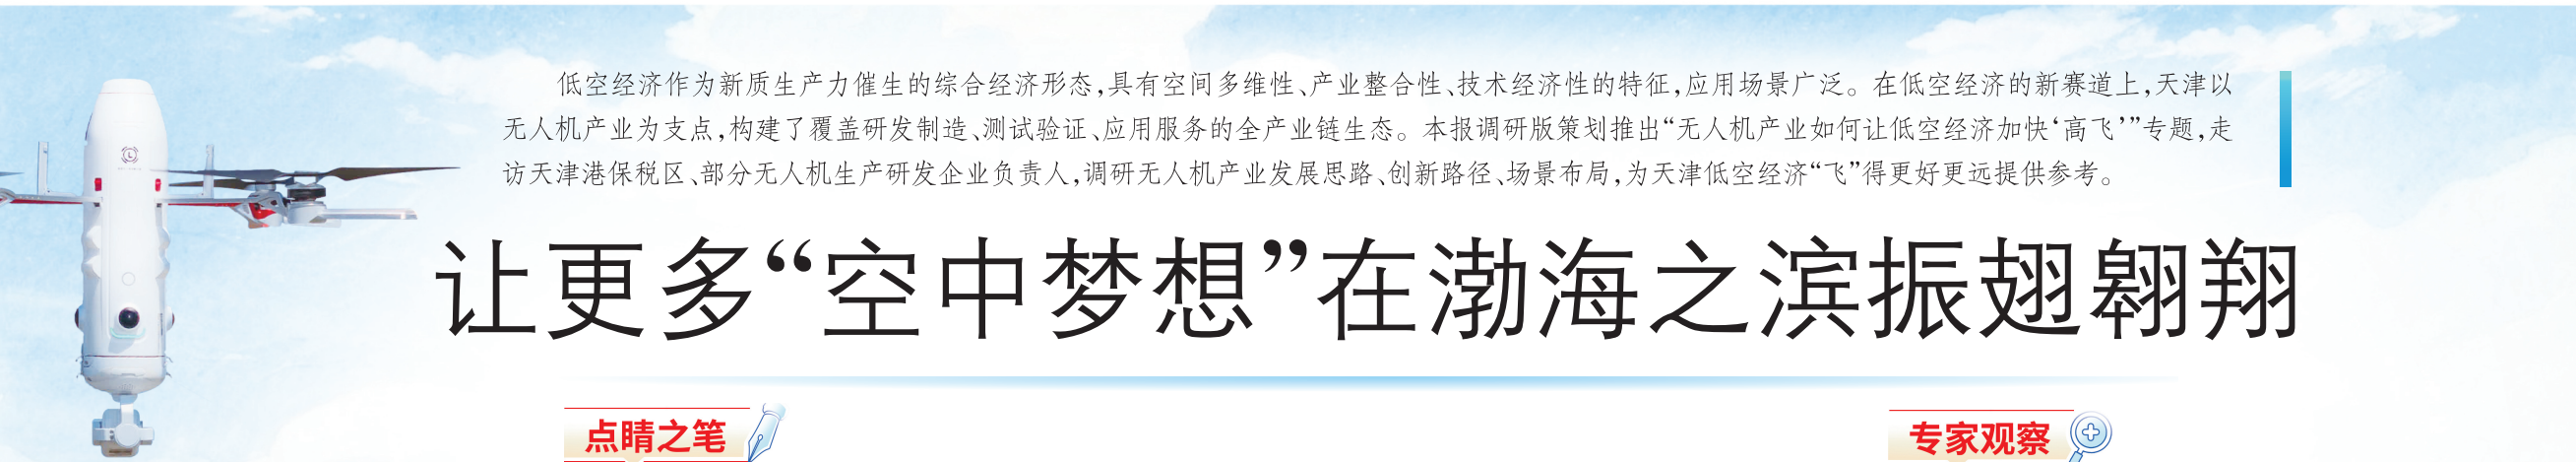 低空经济作为新质生产力催生的综合经济形态,具有空间多维性、产业整合性、技术经济性的特征,应用场景广泛。在低空经济的新赛道上,天津以
无人机产业为支点,构建了覆盖研发制造、测试验证、应用服务的全产业链生态。本报调研版策划推出“无人机产业如何让低空经济加快‘高飞’”专题,走
访天津港保税区、部分无人机生产研发企业负责人,调研无人机产业发展思路、创新路径、场景布局,为天津低空经济“飞”得更好更远提供参考。
让更多“空中梦想”在渤海之滨振翅翱翔
点睛之笔
专家观察